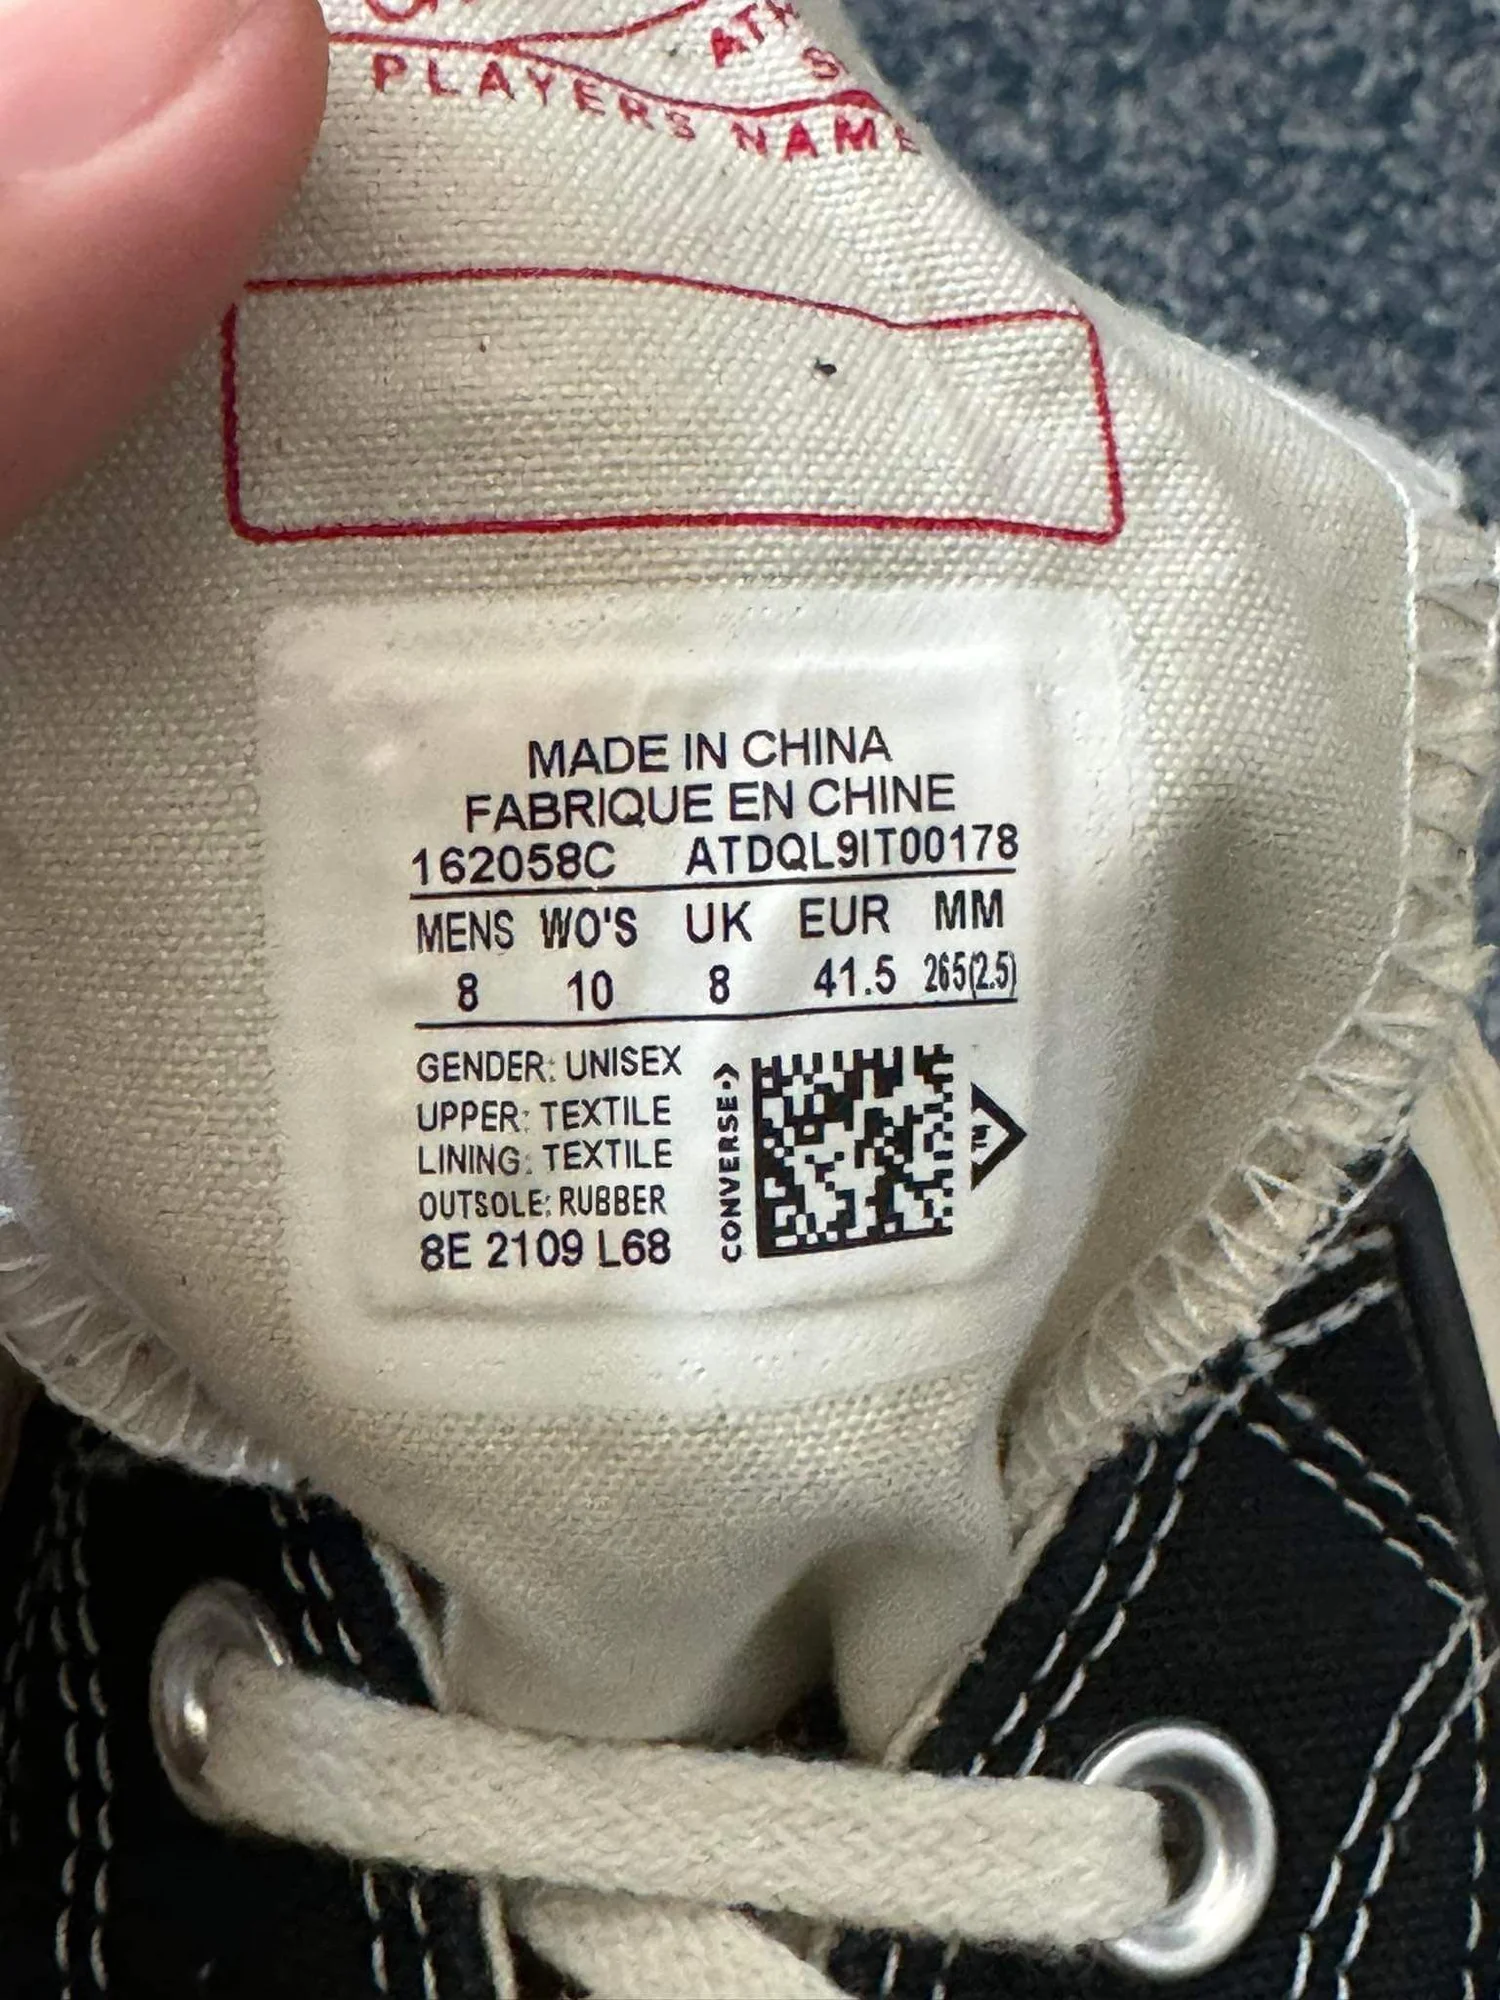 PLAYERS NAME
MADE IN CHINA
FABRIQUE EN CHINE
162058C ATDQL9IT00178
MENS WO'S UK EUR MM
8 10 8 41.5 265(2.5)
GENDER: UNISEX
UPPER: TEXTILE
LINING: TEXTILE
OUTSOLE: RUBBER
8E 2109 L68
CONVERSE
TM